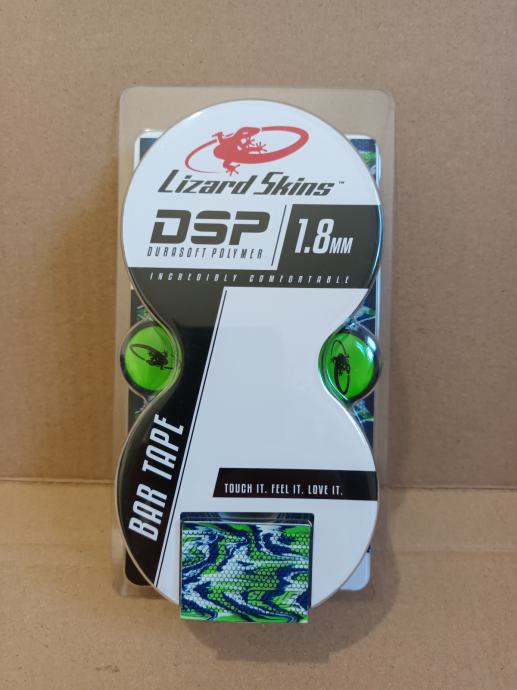 Lizard Skins™
DSP
DURASOFT POLYMER
1.8MM
INCREDIBLY COMFORTABLE
BAR TAPE
TOUCH IT. FEEL IT. LOVE IT.